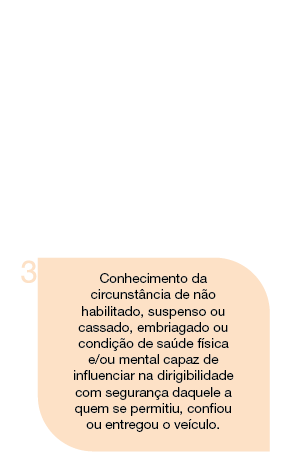 3
Conhecimento da
circunstância de não
habilitado, suspenso ou
cassado, embriagado ou
condição de saúde física
e/ou mental capaz de
influenciar na dirigibilidade
com segurança daquele a
quem se permitiu, confiou
ou entregou o veículo.